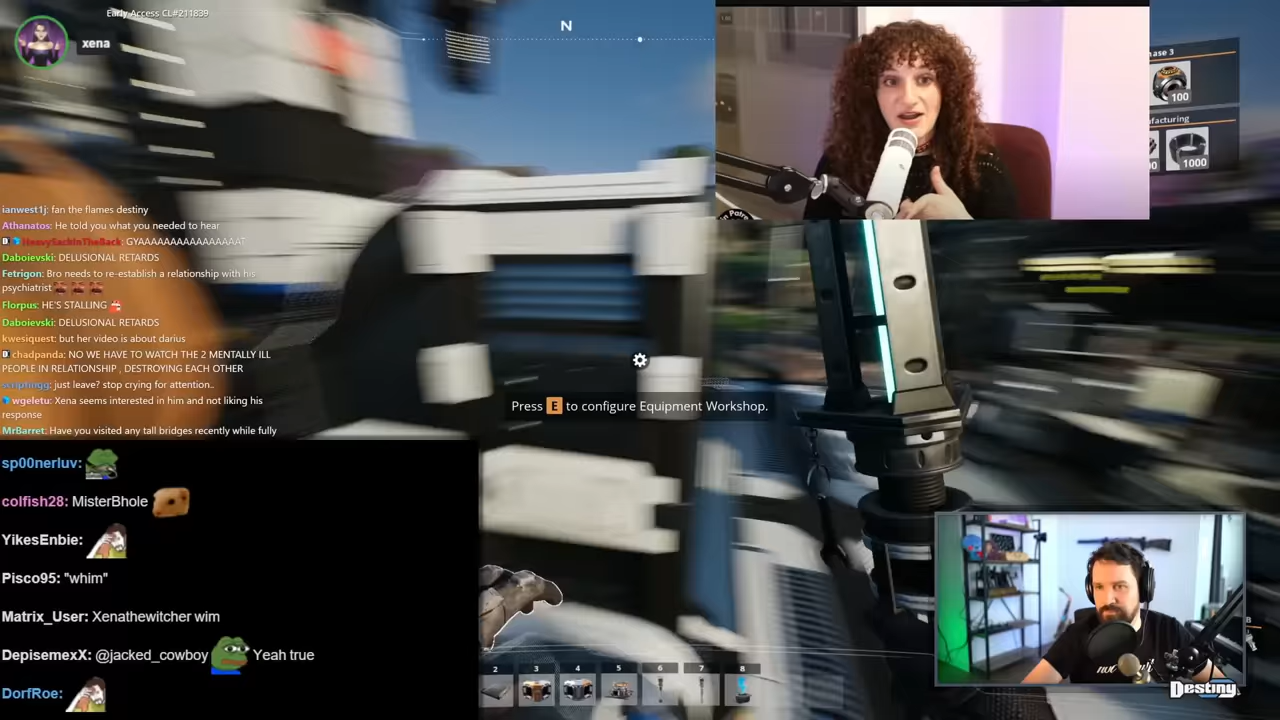 Early Access CL#211839
xena
N
ase 3
100
facturing
1000
ianwest1j: fan the flames destiny
Athanatos: He told you what you needed to hear
HeavySackInTheBack: GYAAAAAAAAAAAAAAAT
Daboievski: DELUSIONAL RETARDS
Fetrigon: Bro needs to re-establish a relationship with his
psychiatrist
Florpus: HE'S STALLING
Daboievski: DELUSIONAL RETARDS
kwesiquest: but her video is about darius
chadpanda: NO WE HAVE TO WATCH THE 2 MENTALLY ILL
PEOPLE IN RELATIONSHIP , DESTROYING EACH OTHER
just leave? stop crying for attention..
wgeletu: Xena seems interested in him and not liking his
response
MrBarret: Have you visited any tall bridges recently while fully
Press E to configure Equipment Workshop.
sp00nerluv:
colfish28: MisterBhole
YikesEnbie:
Pisco95: "whim"
Matrix_User: Xenathewitcher wim
DepisemexX: @jacked_cowboy Yeah true
DorfRoe:
2 3 4 5 6 7 8
Destiny